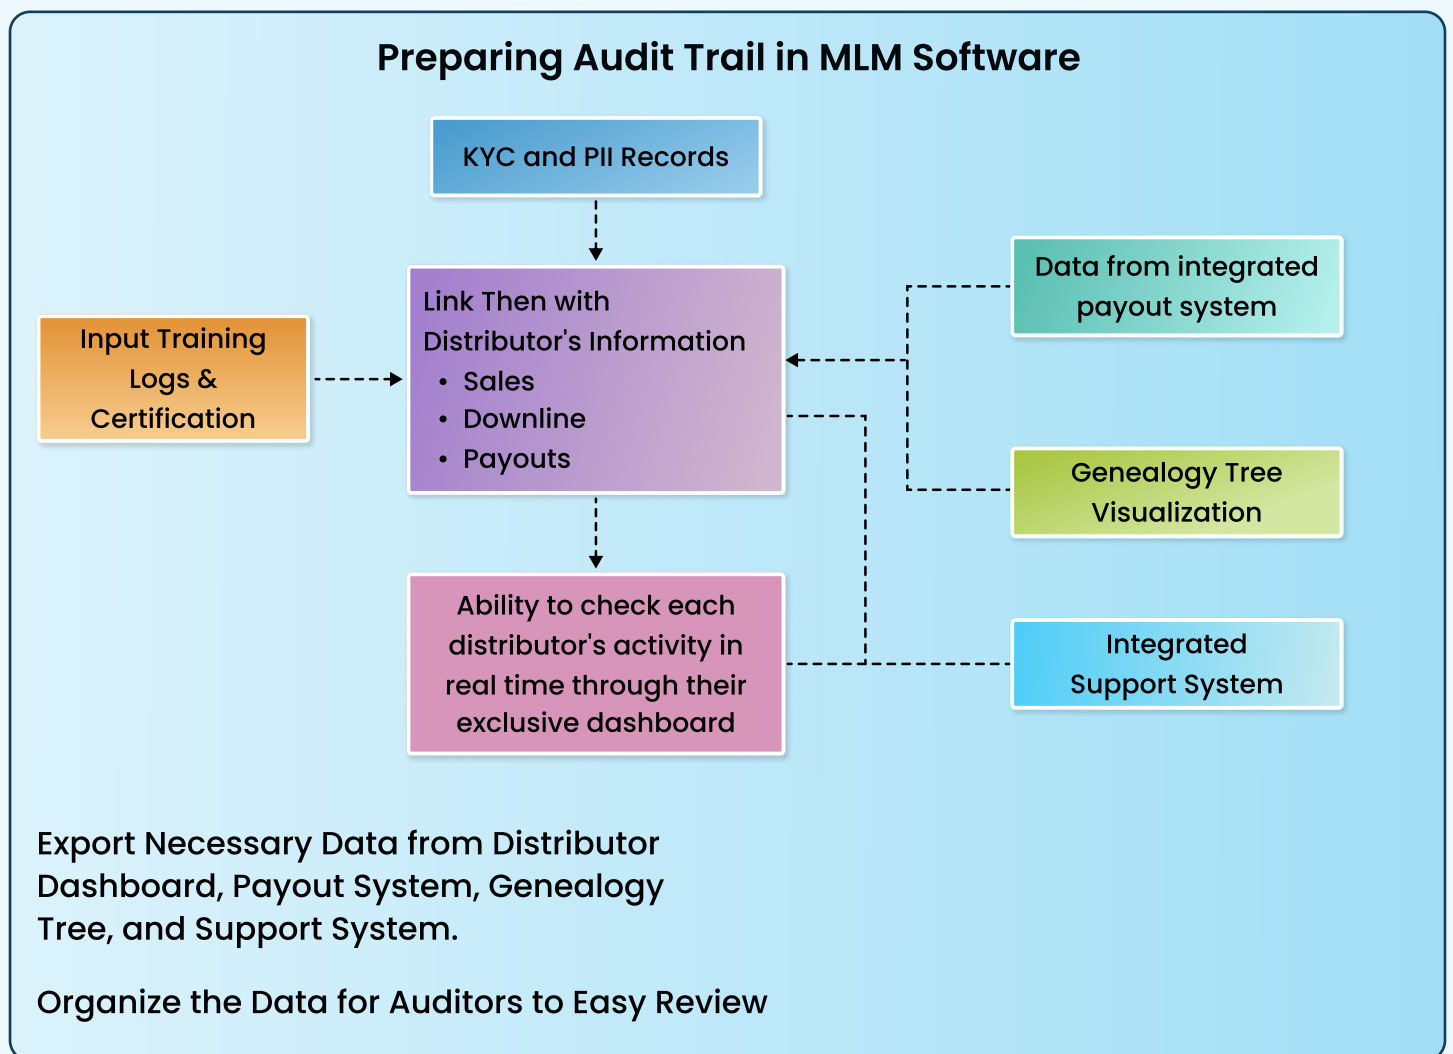 Preparing Audit Trail in MLM Software
KYC and PII Records
Data from integrated
payout system
Link Then with
Distributor's Information
• Sales
• Downline
• Payouts
Input Training
Logs &
Certification
Genealogy Tree
Visualization
Ability to check each
distributor's activity in
real time through their
exclusive dashboard
Integrated
Support System
Export Necessary Data from Distributor
Dashboard, Payout System, Genealogy
Tree, and Support System.
Organize the Data for Auditors to Easy Review